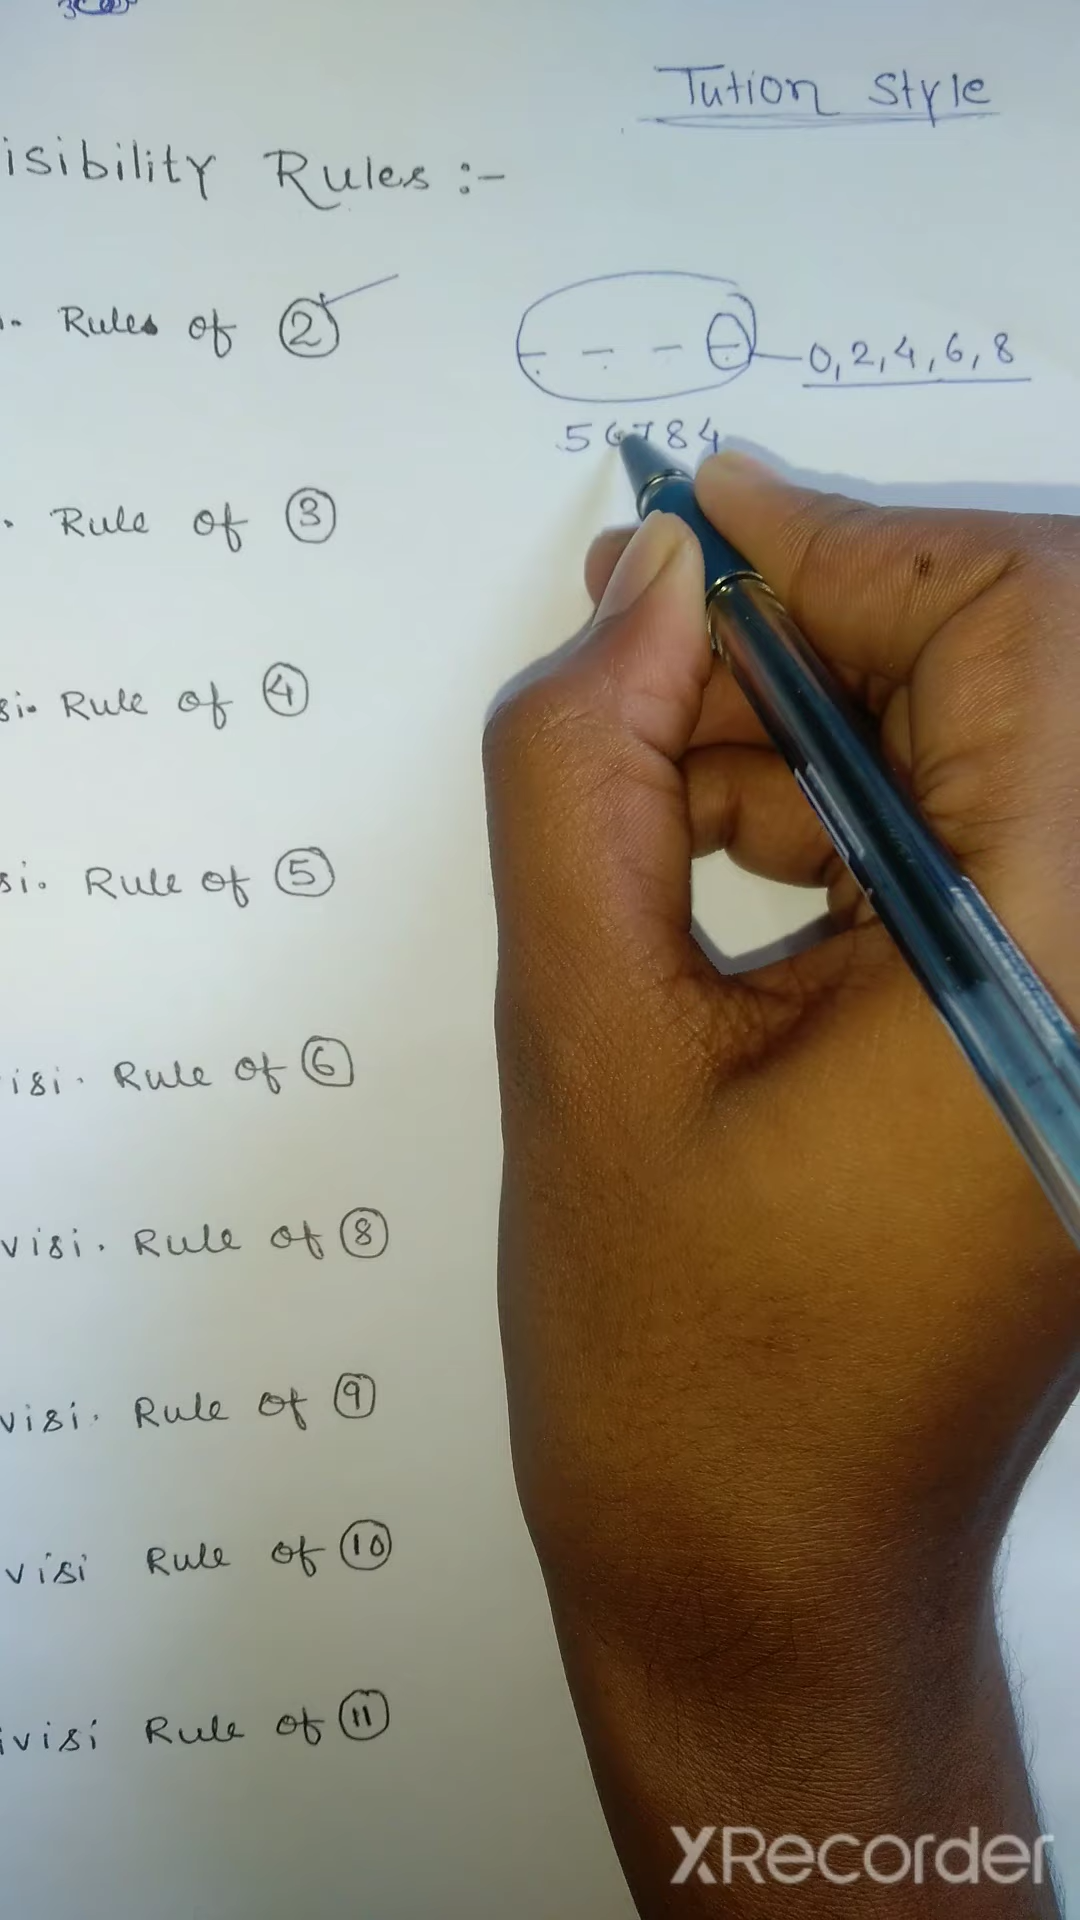 Tution Style
isibility Rules :-
. Rules of 2
0, 2, 4, 6, 8
56784
. Rule of 3
si. Rule of 4
si. Rule of 5
isi. Rule of 6
visi. Rule of 8
visi. Rule of 9
visi Rule of 10
ivisi Rule of 11
XRecorder